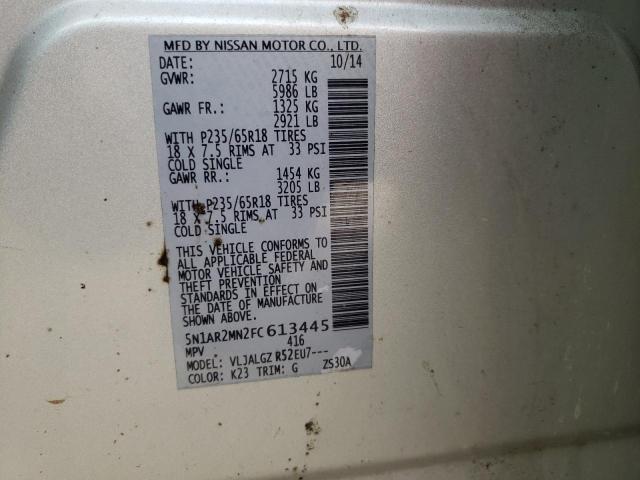 MFD BY NISSAN MOTOR CO., LTD.
DATE: 10/14
GVWR: 2715 KG
5986 LB
GAWR FR.: 1325 KG
2921 LB
WITH P235/65R18 TIRES
18 X 7.5 RIMS AT 33 PSI
COLD SINGLE
GAWR RR.: 1454 KG
3205 LB
WITH P235/65R18 TIRES
18 X 7.5 RIMS AT 33 PSI
COLD SINGLE
THIS VEHICLE CONFORMS TO
ALL APPLICABLE FEDERAL
MOTOR VEHICLE SAFETY AND
THEFT PREVENTION
STANDARDS IN EFFECT ON
THE DATE OF MANUFACTURE
SHOWN ABOVE.
5N1AR2MN2FC613445
MPV 416
MODEL: VLJALGZ R52EU7---
COLOR: K23 TRIM: G ZS30A